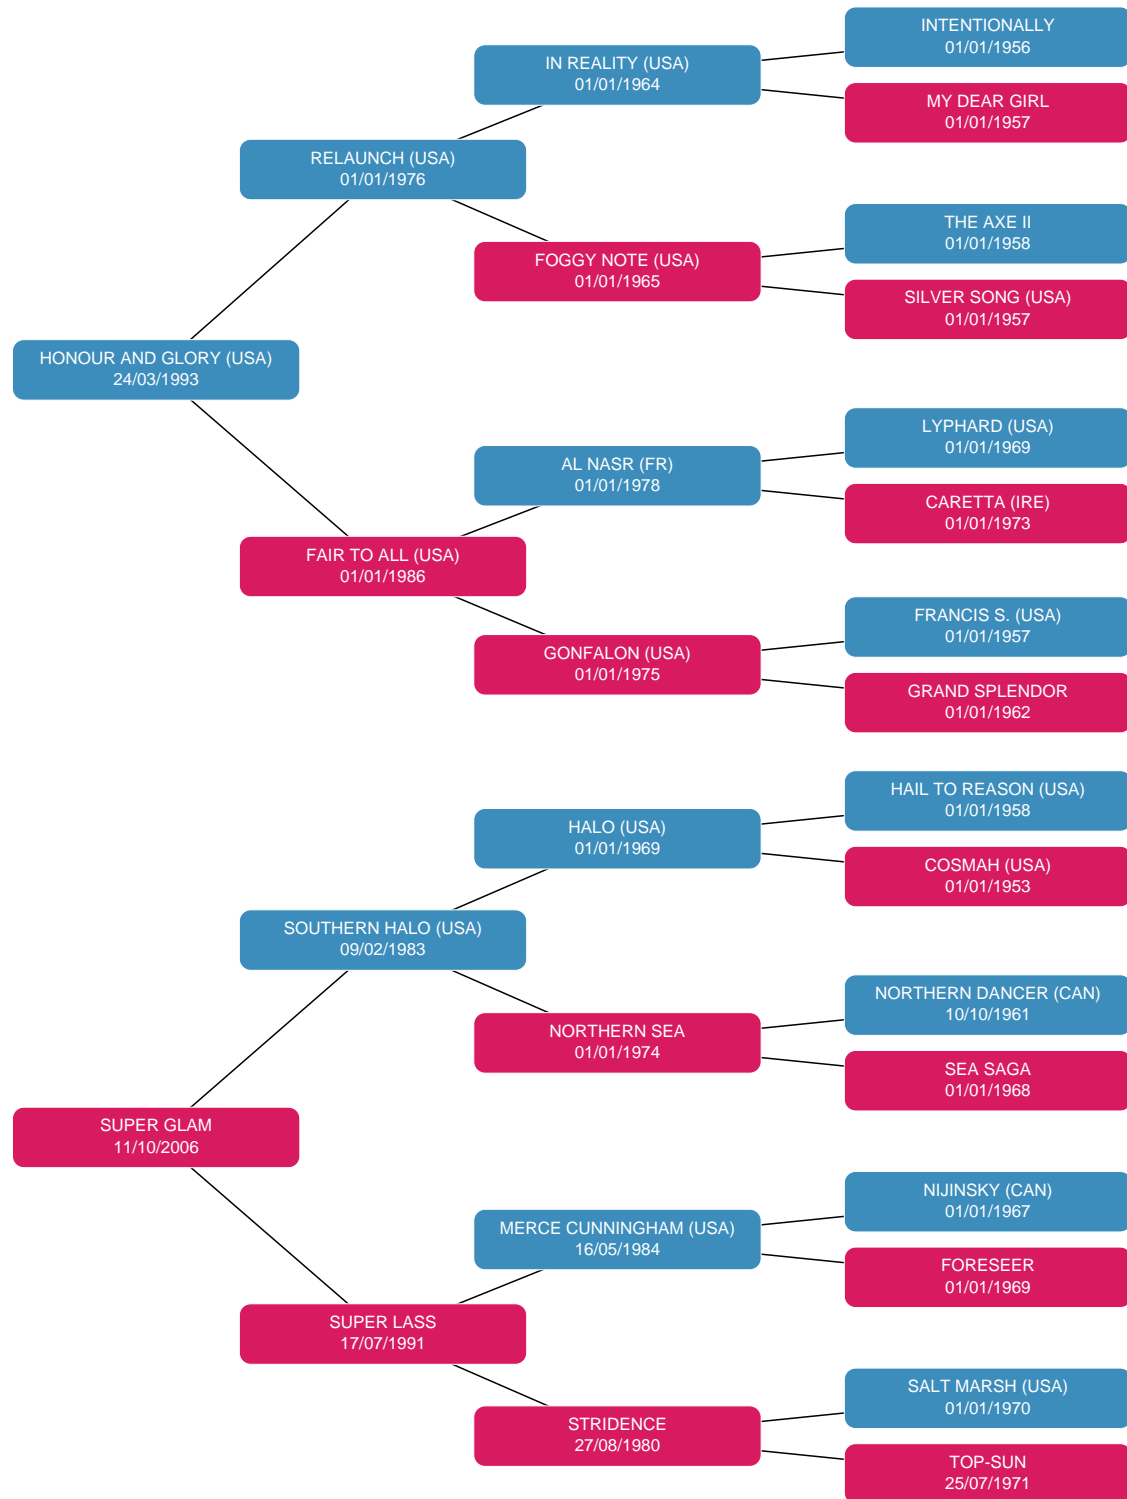 INTENTIONALLY
01/01/1956
IN REALITY (USA)
01/01/1964
MY DEAR GIRL
01/01/1957
RELAUNCH (USA)
01/01/1976
THE AXE II
01/01/1958
FOGGY NOTE (USA)
01/01/1965
SILVER SONG (USA)
01/01/1957
HONOUR AND GLORY (USA)
24/03/1993
LYPHARD (USA)
01/01/1969
AL NASR (FR)
01/01/1978
CARETTA (IRE)
01/01/1973
FAIR TO ALL (USA)
01/01/1986
FRANCIS S. (USA)
01/01/1957
GONFALON (USA)
01/01/1975
GRAND SPLENDOR
01/01/1962
HAIL TO REASON (USA)
01/01/1958
HALO (USA)
01/01/1969
COSMAH (USA)
01/01/1953
SOUTHERN HALO (USA)
09/02/1983
NORTHERN DANCER (CAN)
10/10/1961
NORTHERN SEA
01/01/1974
SEA SAGA
01/01/1968
SUPER GLAM
11/10/2006
NIJINSKY (CAN)
01/01/1967
MERCE CUNNINGHAM (USA)
16/05/1984
FORESEER
01/01/1969
SUPER LASS
17/07/1991
SALT MARSH (USA)
01/01/1970
STRIDENCE
27/08/1980
TOP-SUN
25/07/1971